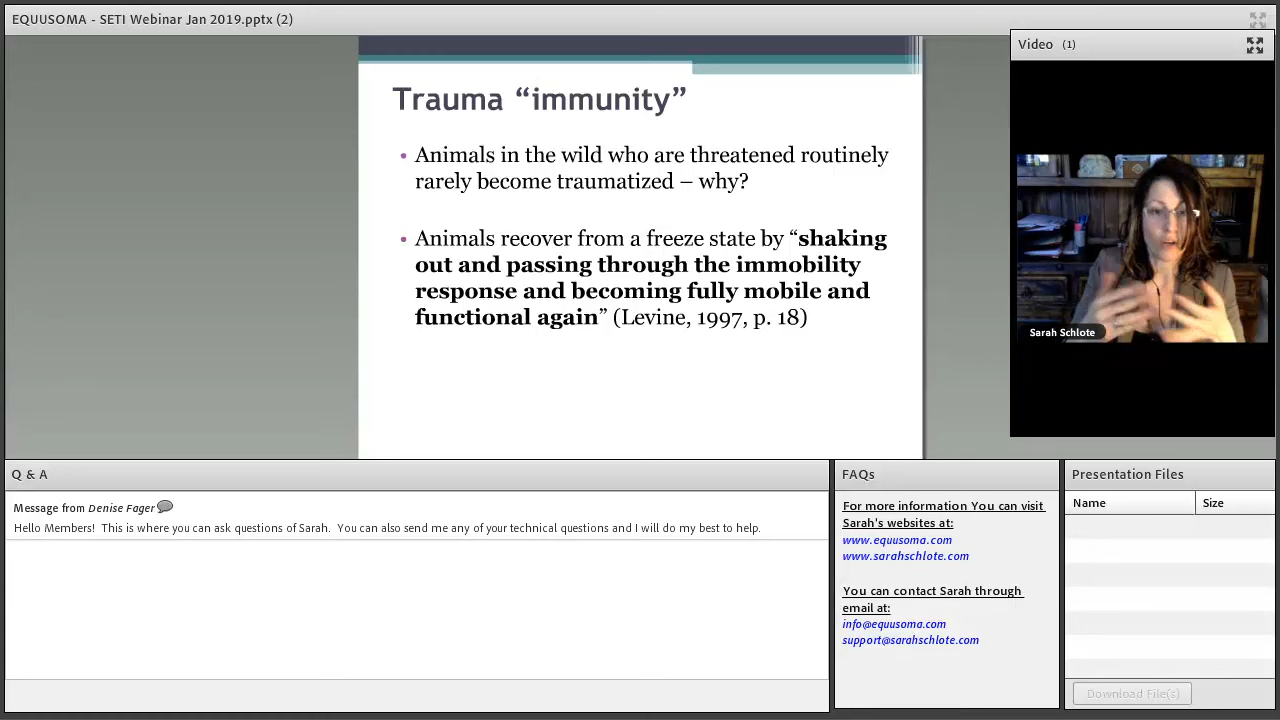 EQUUSOMA - SETI Webinar Jan 2019.pptx (2)
Video (1)
Trauma “immunity”
• Animals in the wild who are threatened routinely
rarely become traumatized – why?
• Animals recover from a freeze state by “shaking
out and passing through the immobility
response and becoming fully mobile and
functional again” (Levine, 1997, p. 18)
Sarah Schlote
Q & A
Message from Denise Fager
Hello Members! This is where you can ask questions of Sarah. You can also send me any of your technical questions and I will do my best to help.
FAQs
For more information You can visit
Sarah's websites at:
www.equusoma.com
www.sarahschlote.com
You can contact Sarah through
email at:
info@equusoma.com
support@sarahschlote.com
Presentation Files
Name Size
Download File(s)